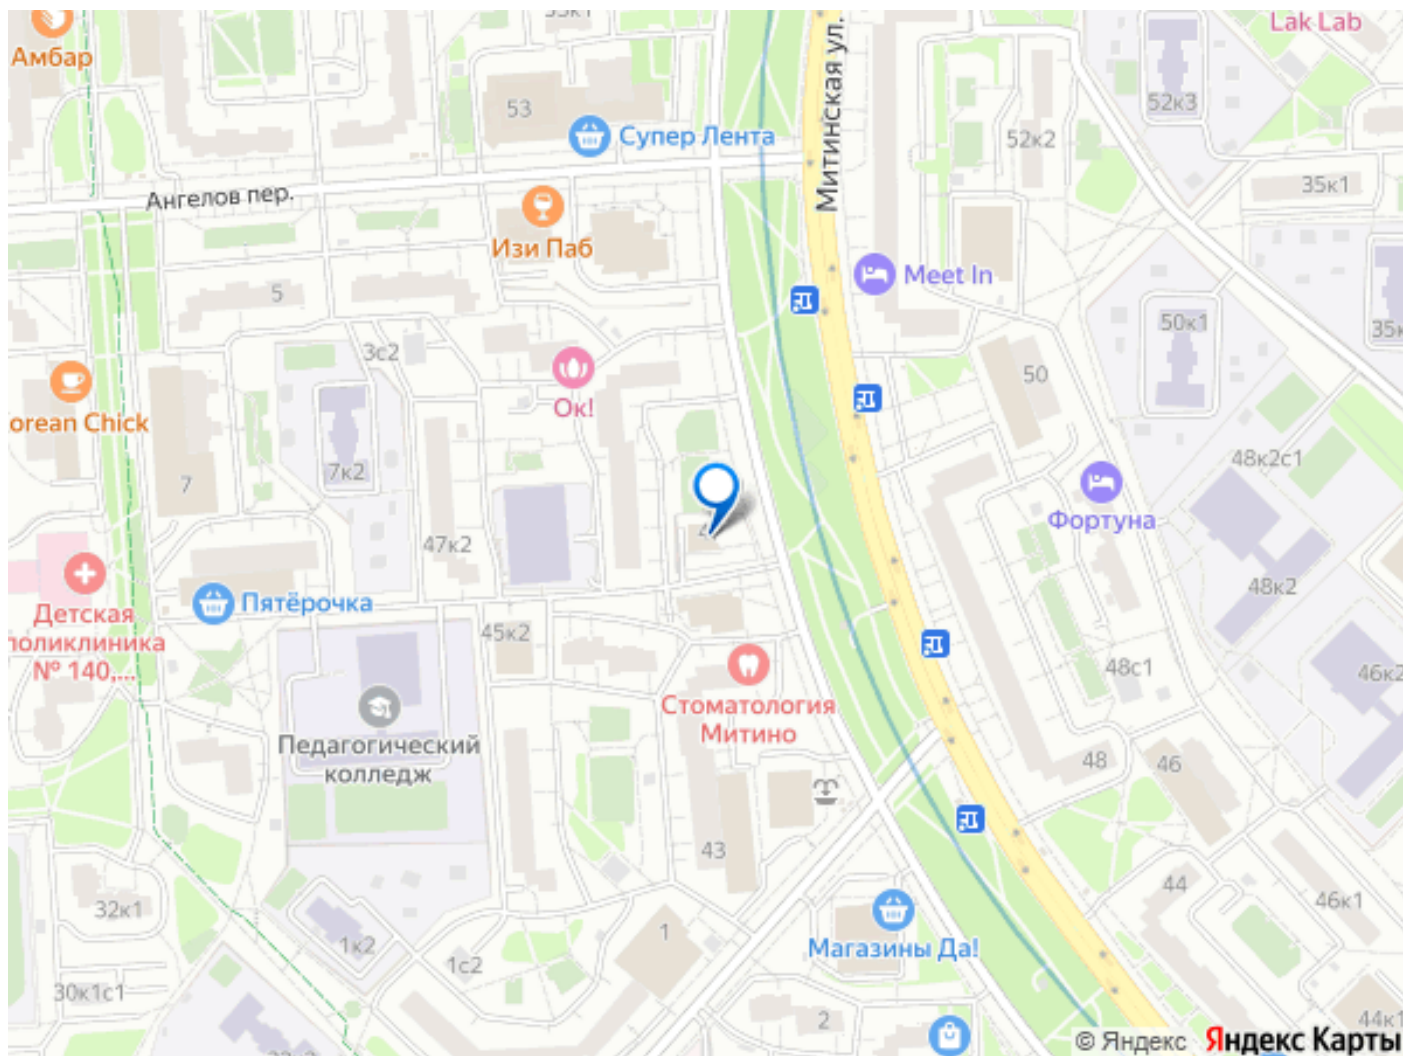 Lak Lab
Амбар
Митинская ул.
52к3
53
Супер Лента
52к2
35к1
Ангелов пер.
Изи Паб
Meet In
5
50к1
3с2
50
Ок!
orean Chick
48к2с1
7к2
7
Фортуна
47к2
48к2
Пятёрочка
Детская
поликлиника
№ 140,...
45к2
48с1
46к2
Стоматология
Митино
Педагогический
колледж
48
46
43
44
46к1
32к1
1
1к2
Магазины Да!
1с2
30к1с1
2
44к1
© Яндекс
Яндекс Карты